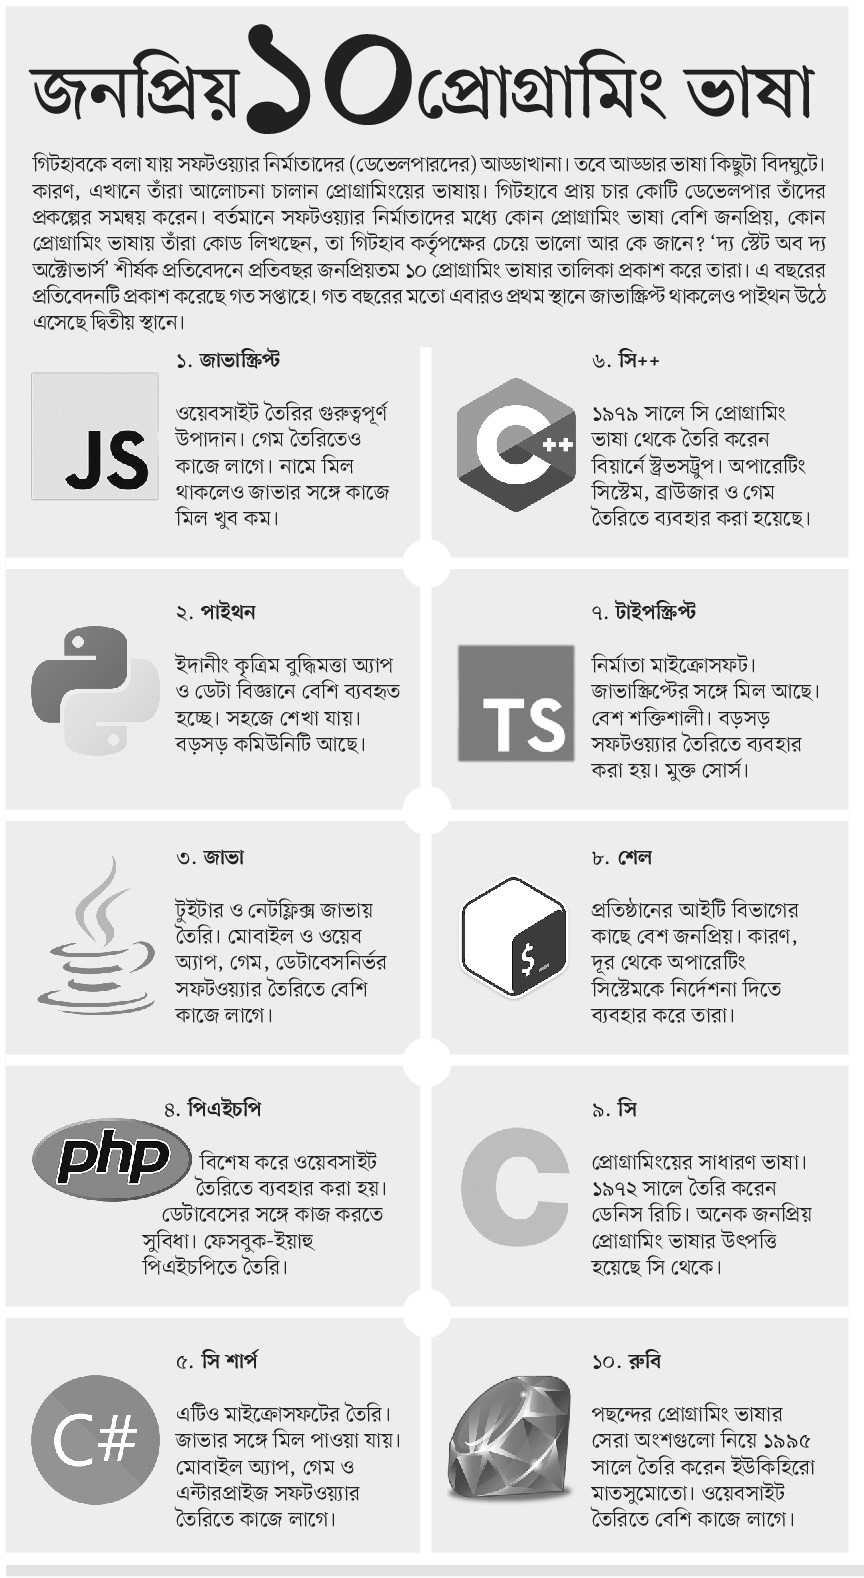 জনপ্রিয় ১০ প্রোগ্রামিং ভাষা
গিটহাবকে বলা যায় সফটওয়্যার নির্মাতাদের (ডেভেলপারদের) আড্ডাখানা। তবে আড্ডার ভাষা কিছুটা বিদঘুটে।
কারণ, এখানে তাঁরা আলোচনা চালান প্রোগ্রামিংয়ের ভাষায়। গিটহাবে প্রায় চার কোটি ডেভেলপার তাঁদের
প্রকল্পের সমন্বয় করেন। বর্তমানে সফটওয়্যার নির্মাতাদের মধ্যে কোন প্রোগ্রামিং ভাষা বেশি জনপ্রিয়, কোন
প্রোগ্রামিং ভাষায় তাঁরা কোড লিখছেন, তা গিটহাব কর্তৃপক্ষের চেয়ে ভালো আর কে জানে? ‘দ্য স্টেট অব দ্য
অক্টোভার্স’ শীর্ষক প্রতিবেদনে প্রতিবছর জনপ্রিয়তম ১০ প্রোগ্রামিং ভাষার তালিকা প্রকাশ করে তারা। এ বছরের
প্রতিবেদনটি প্রকাশ করেছে গত সপ্তাহে। গত বছরের মতো এবারও প্রথম স্থানে জাভাস্ক্রিপ্ট থাকলেও পাইথন উঠে
এসেছে দ্বিতীয় স্থানে।
১. জাভাস্ক্রিপ্ট
JS
ওয়েবসাইট তৈরির গুরুত্বপূর্ণ
উপাদান। গেম তৈরিতেও
কাজে লাগে। নামে মিল
থাকলেও জাভার সঙ্গে কাজে
মিল খুব কম।
২. পাইথন
ইদানীং কৃত্রিম বুদ্ধিমত্তা অ্যাপ
ও ডেটা বিজ্ঞানে বেশি ব্যবহৃত
হচ্ছে। সহজে শেখা যায়।
বড়সড় কমিউনিটি আছে।
৩. জাভা
টুইটার ও নেটফ্লিক্স জাভায়
তৈরি। মোবাইল ও ওয়েব
অ্যাপ, গেম, ডেটাবেসনির্ভর
সফটওয়্যার তৈরিতে বেশি
কাজে লাগে।
৪. পিএইচপি
php
বিশেষ করে ওয়েবসাইট
তৈরিতে ব্যবহার করা হয়।
ডেটাবেসের সঙ্গে কাজ করতে
সুবিধা। ফেসবুক-ইয়াহু
পিএইচপিতে তৈরি।
৫. সি শার্প
C#
এটিও মাইক্রোসফটের তৈরি।
জাভার সঙ্গে মিল পাওয়া যায়।
মোবাইল অ্যাপ, গেম ও
এন্টারপ্রাইজ সফটওয়্যার
তৈরিতে কাজে লাগে।
৬. সি++
C++
১৯৭৯ সালে সি প্রোগ্রামিং
ভাষা থেকে তৈরি করেন
বিয়ার্নে স্ট্রভসট্রুপ। অপারেটিং
সিস্টেম, ব্রাউজার ও গেম
তৈরিতে ব্যবহার করা হয়েছে।
৭. টাইপস্ক্রিপ্ট
TS
নির্মাতা মাইক্রোসফট।
জাভাস্ক্রিপ্টের সঙ্গে মিল আছে।
বেশ শক্তিশালী। বড়সড়
সফটওয়্যার তৈরিতে ব্যবহার
করা হয়। মুক্ত সোর্স।
৮. শেল
$
প্রতিষ্ঠানের আইটি বিভাগের
কাছে বেশ জনপ্রিয়। কারণ,
দূর থেকে অপারেটিং
সিস্টেমকে নির্দেশনা দিতে
ব্যবহার করে তারা।
৯. সি
C
প্রোগ্রামিংয়ের সাধারণ ভাষা।
১৯৭২ সালে তৈরি করেন
ডেনিস রিচি। অনেক জনপ্রিয়
প্রোগ্রামিং ভাষার উৎপত্তি
হয়েছে সি থেকে।
১০. রুবি
পছন্দের প্রোগ্রামিং ভাষার
সেরা অংশগুলো নিয়ে ১৯৯৫
সালে তৈরি করেন ইউকিহিরো
মাতসুমোতো। ওয়েবসাইট
তৈরিতে বেশি কাজে লাগে।